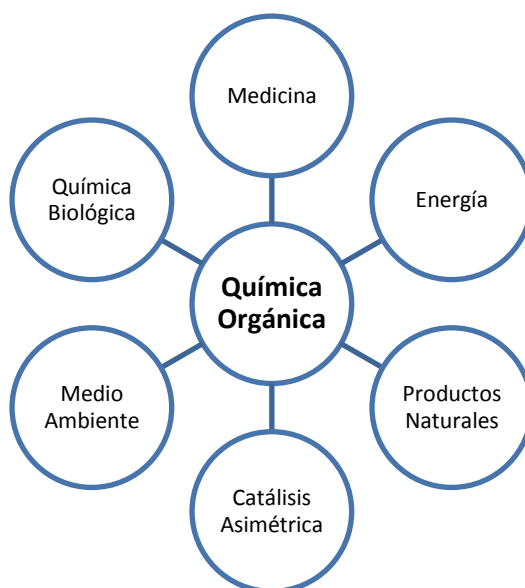 Medicina
Química
Biológica
Energía
Química
Orgánica
Medio
Ambiente
Productos
Naturales
Catálisis
Asimétrica